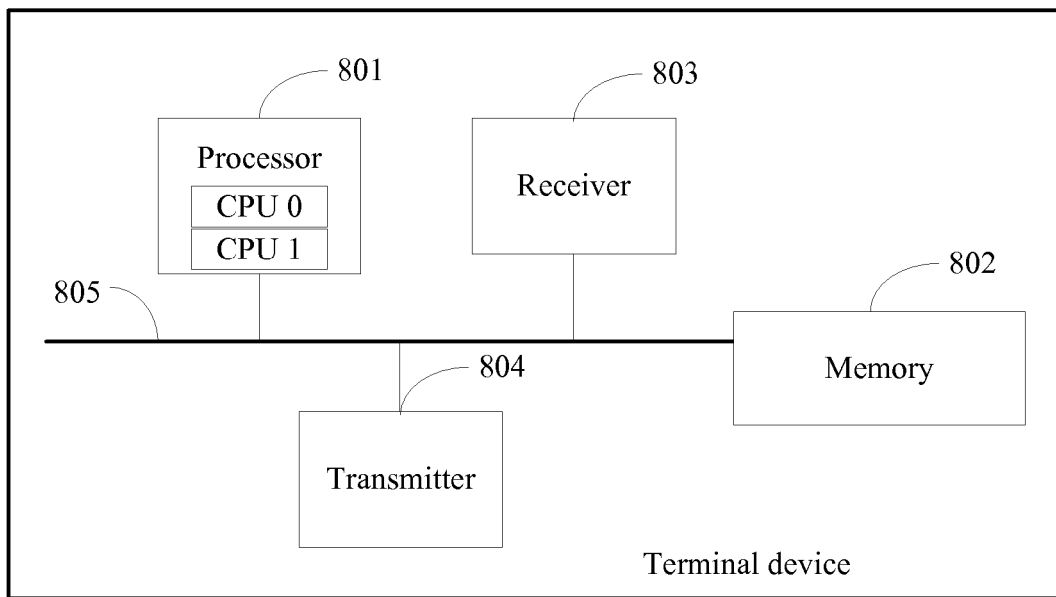 801
803
Processor
CPU 0
CPU 1
Receiver
802
805
Memory
804
Transmitter
Terminal device